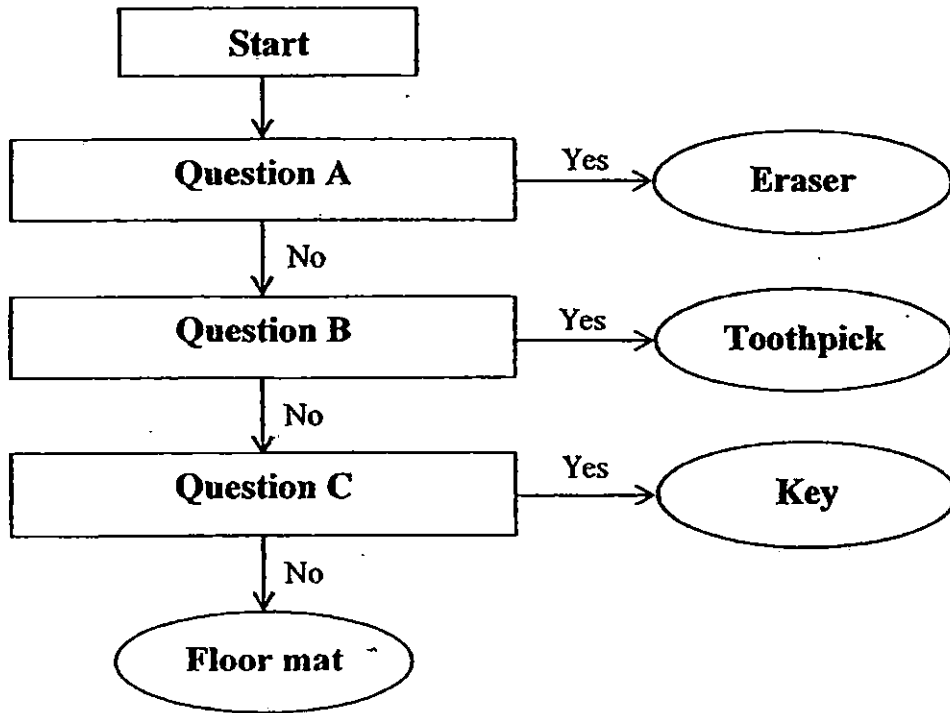 Start
Question A
Yes
Eraser
No
Question B
Yes
Toothpick
No
Question C
Yes
Key
No
Floor mat